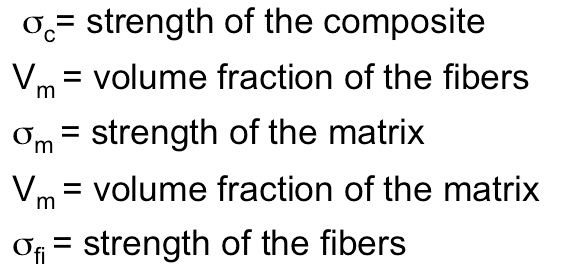 σc= strength of the composite
Vm = volume fraction of the fibers
σm = strength of the matrix
Vm = volume fraction of the matrix
σfi = strength of the fibers